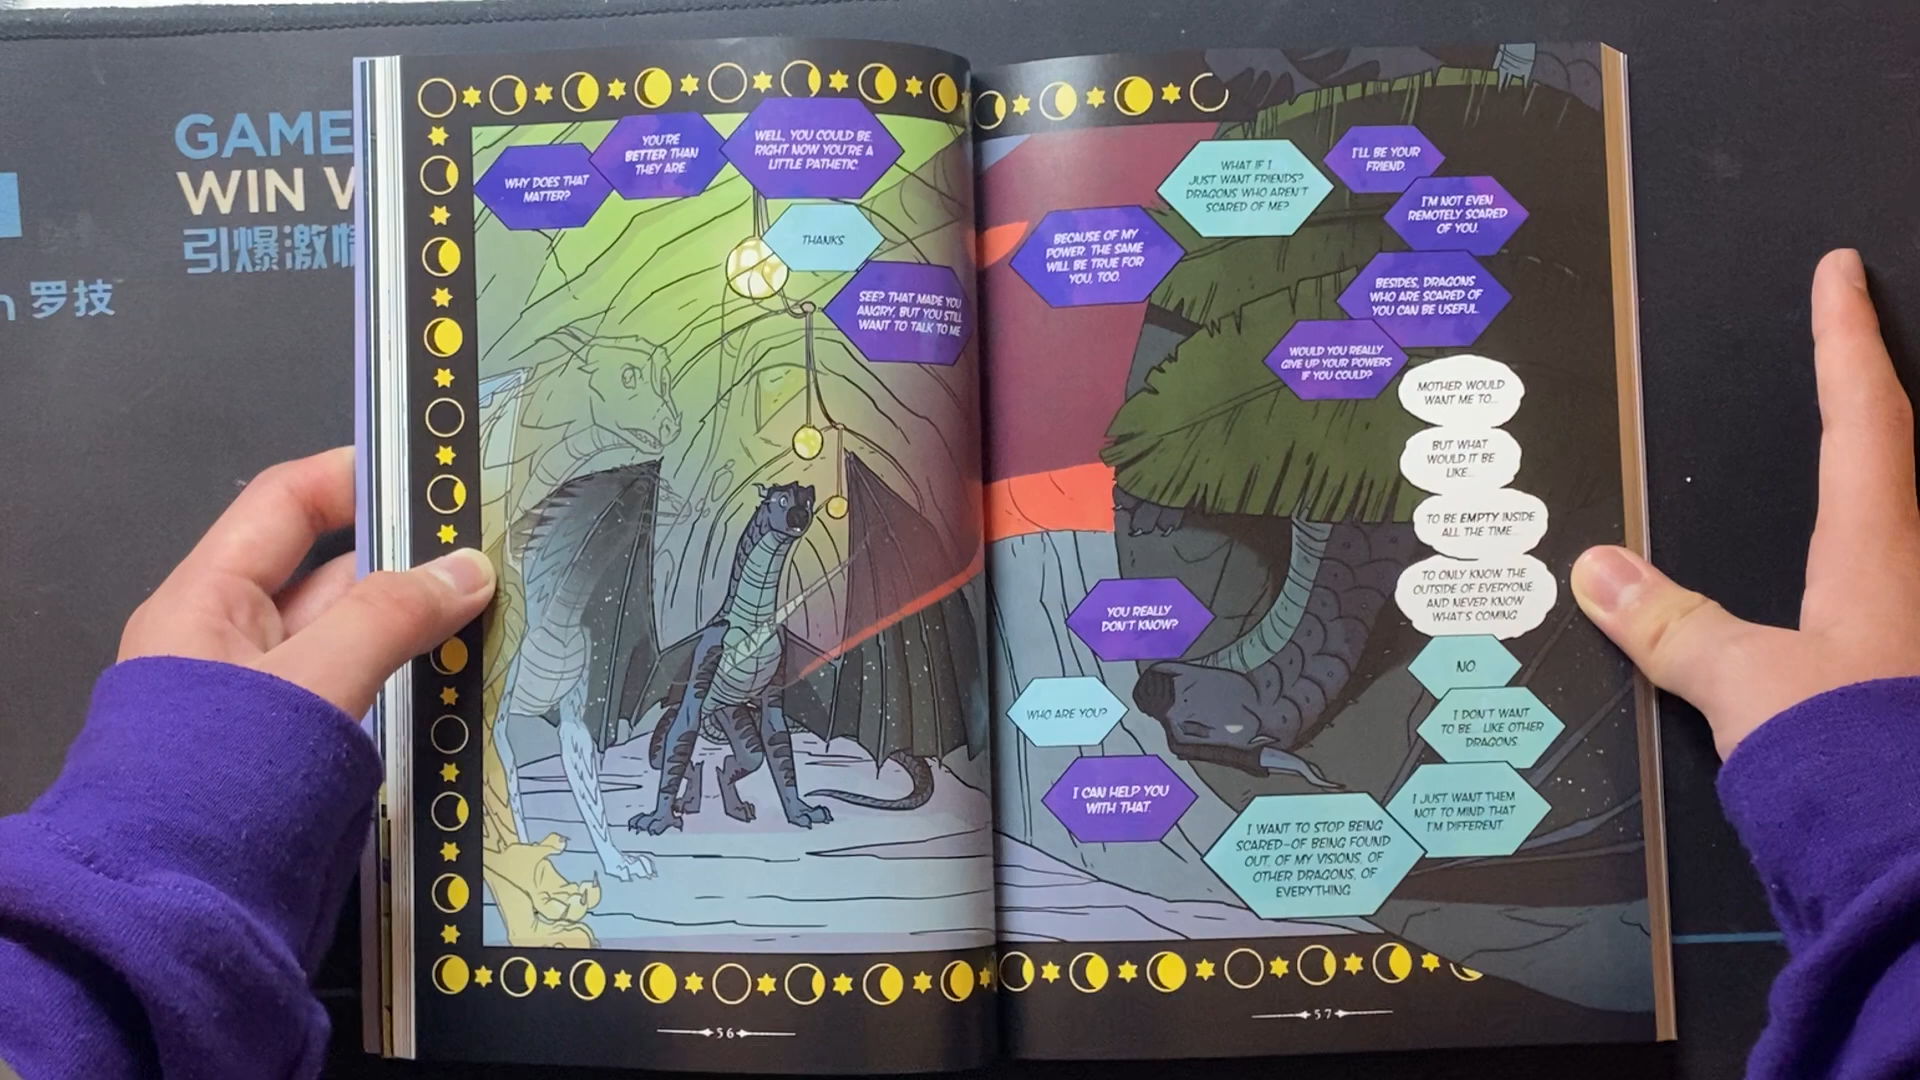 GAME
WIN
引爆激情
罗技
WHY DOES THAT
MATTER?
YOU'RE
BETTER THAN
THEY ARE.
WELL, YOU COULD BE.
RIGHT NOW YOU'RE A
LITTLE PATHETIC.
THANKS
SEE? THAT MADE YOU
ANGRY, BUT YOU STILL
WANT TO TALK TO ME
56
WHAT IF I
JUST WANT FRIENDS?
DRAGONS WHO AREN'T
SCARED OF ME?
I'LL BE YOUR
FRIEND.
I'M NOT EVEN
REMOTELY SCARED
OF YOU.
BECAUSE OF MY
POWER. THE SAME
WILL BE TRUE FOR
YOU, TOO.
BESIDES, DRAGONS
WHO ARE SCARED OF
YOU CAN BE USEFUL.
WOULD YOU REALLY
GIVE UP YOUR POWERS
IF YOU COULD?
MOTHER WOULD
WANT ME TO...
BUT WHAT
WOULD IT BE
LIKE...
TO BE EMPTY INSIDE
ALL THE TIME...
TO ONLY KNOW THE
OUTSIDE OF EVERYONE,
AND NEVER KNOW
WHAT'S COMING
NO.
I DON'T WANT
TO BE... LIKE OTHER
DRAGONS.
I JUST WANT THEM
NOT TO MIND THAT
I'M DIFFERENT.
I WANT TO STOP BEING
SCARED—OF BEING FOUND
OUT, OF MY VISIONS, OF
OTHER DRAGONS, OF
EVERYTHING.
YOU REALLY
DON'T KNOW?
WHO ARE YOU?
I CAN HELP YOU
WITH THAT.
57